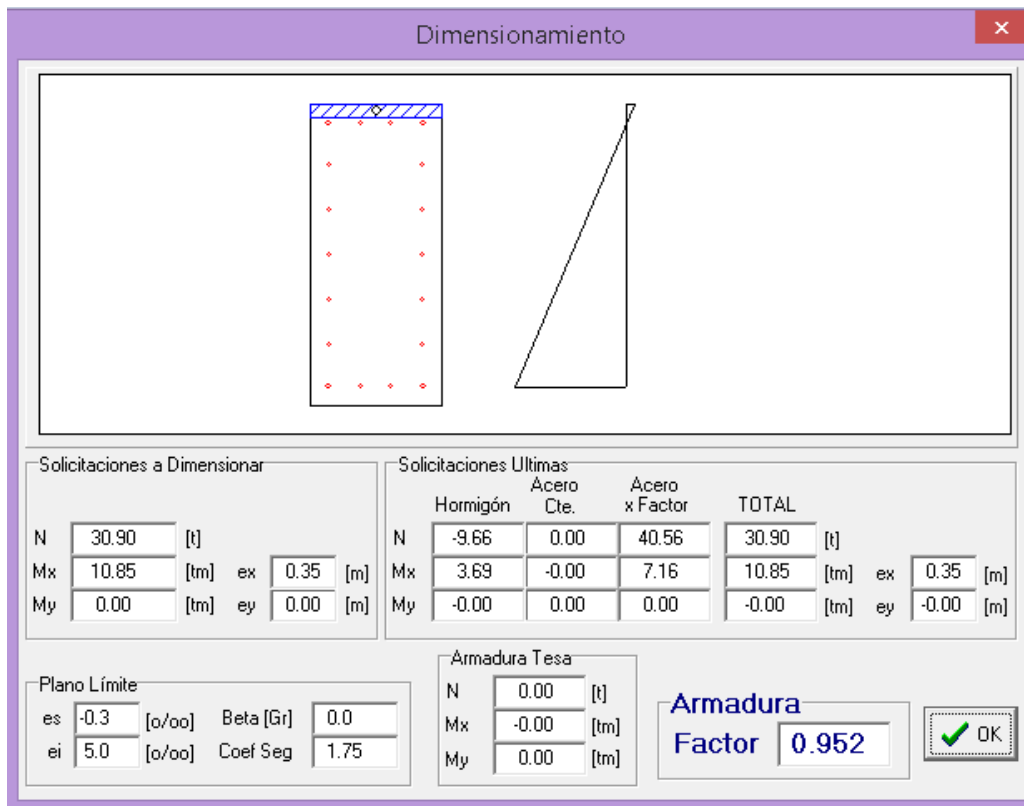 Dimensionamiento
Solicitaciones a Dimensionar
N 30.90 [t]
Mx 10.85 [tm] ex 0.35 [m]
My 0.00 [tm] ey 0.00 [m]
Solicitaciones Ultimas
Hormigón Acero Cte. Acero x Factor TOTAL
N -9.66 0.00 40.56 30.90 [t]
Mx 3.69 -0.00 7.16 10.85 [tm] ex 0.35 [m]
My -0.00 0.00 0.00 -0.00 [tm] ey -0.00 [m]
Plano Límite
es -0.3 [o/oo] Beta [Gr] 0.0
ei 5.0 [o/oo] Coef Seg 1.75
Armadura Tesa
N 0.00 [t]
Mx -0.00 [tm]
My 0.00 [tm]
Armadura
Factor 0.952
OK